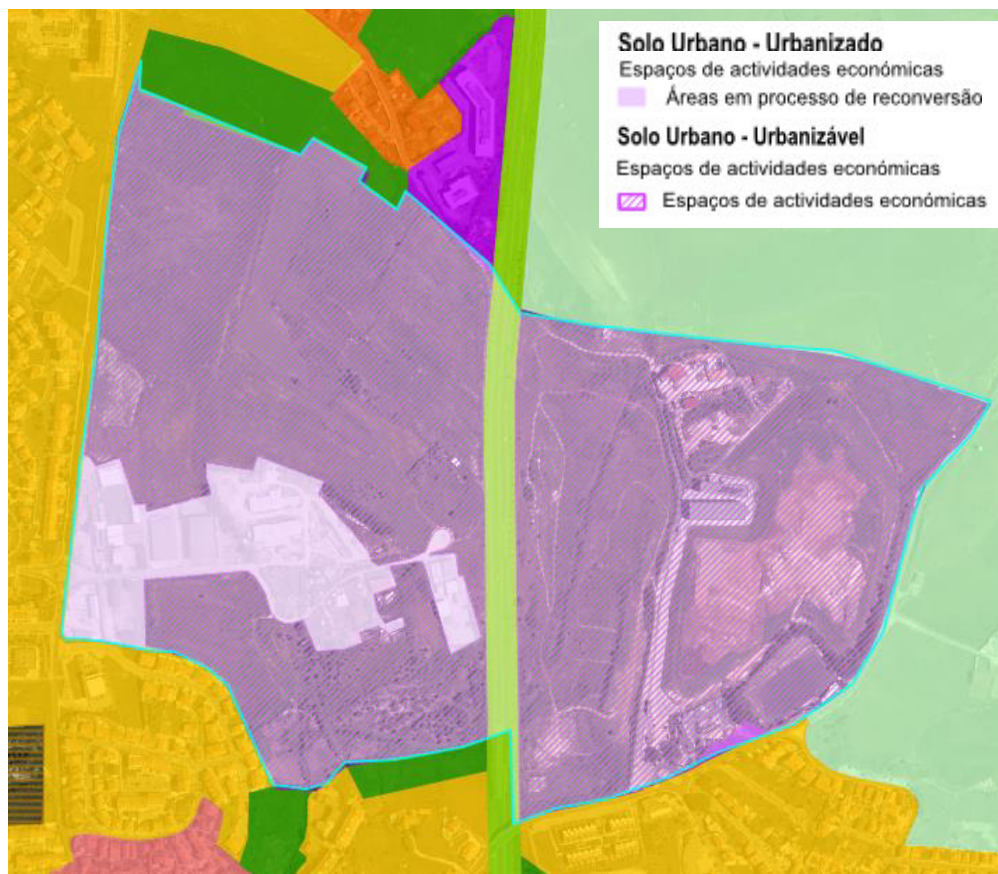 Solo Urbano - Urbanizado
Espaços de actividades económicas
Áreas em processo de reconversão
Solo Urbano - Urbanizável
Espaços de actividades económicas
Espaços de actividades económicas